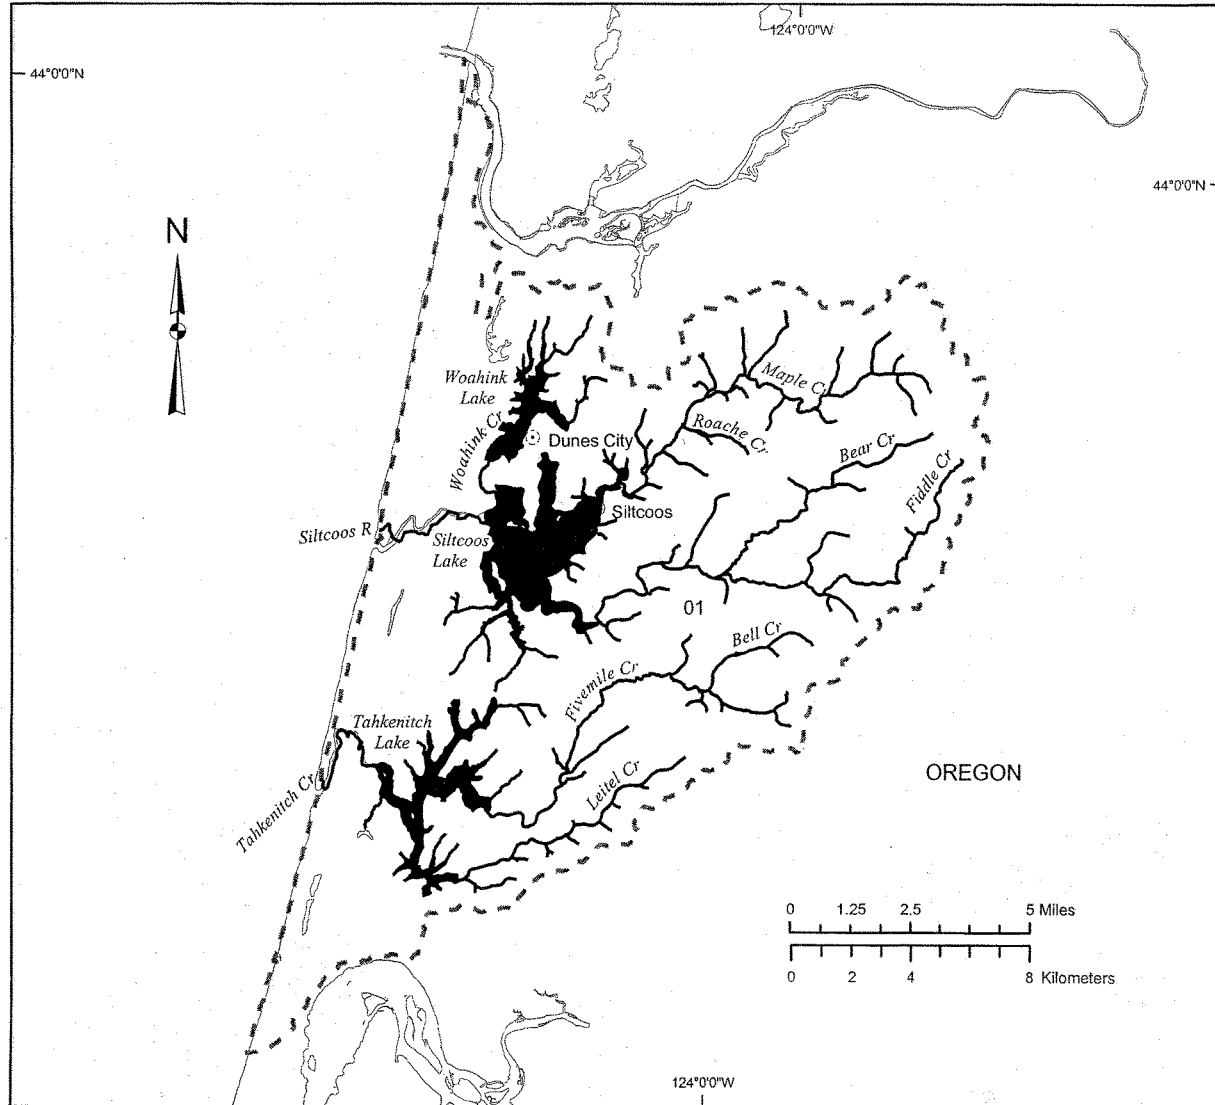 124°0'0"W
44°0'0"N
44°0'0"N
N
Woahink
Lake
Maple Cr
Woahink Cr
Dunes City
Roache Cr
Bear Cr
Fiddle Cr
Siltcoos R
Siltcoos
Lake
Siltcoos
01
Bell Cr
Fivemile Cr
Tahkenitch
Lake
Tahkenitch Cr
Leitel Cr
OREGON
0 1.25 2.5 5 Miles
0 2 4 8 Kilometers
124°0'0"W